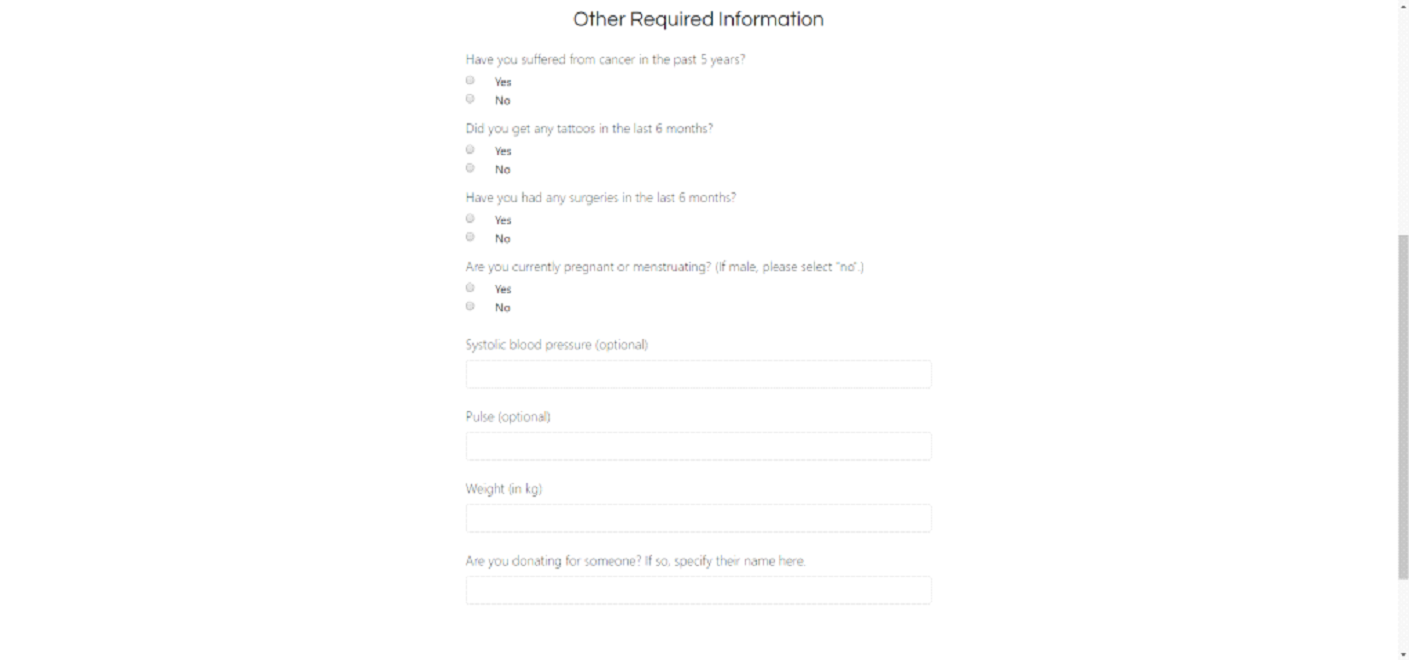 Other Required Information
Have you suffered from cancer in the past 5 years?
Yes
No
Did you get any tattoos in the last 6 months?
Yes
No
Have you had any surgeries in the last 6 months?
Yes
No
Are you currently pregnant or menstruating? (If male, please select "no".)
Yes
No
Systolic blood pressure (optional)
Pulse (optional)
Weight (in kg)
Are you donating for someone? If so, specify their name here.